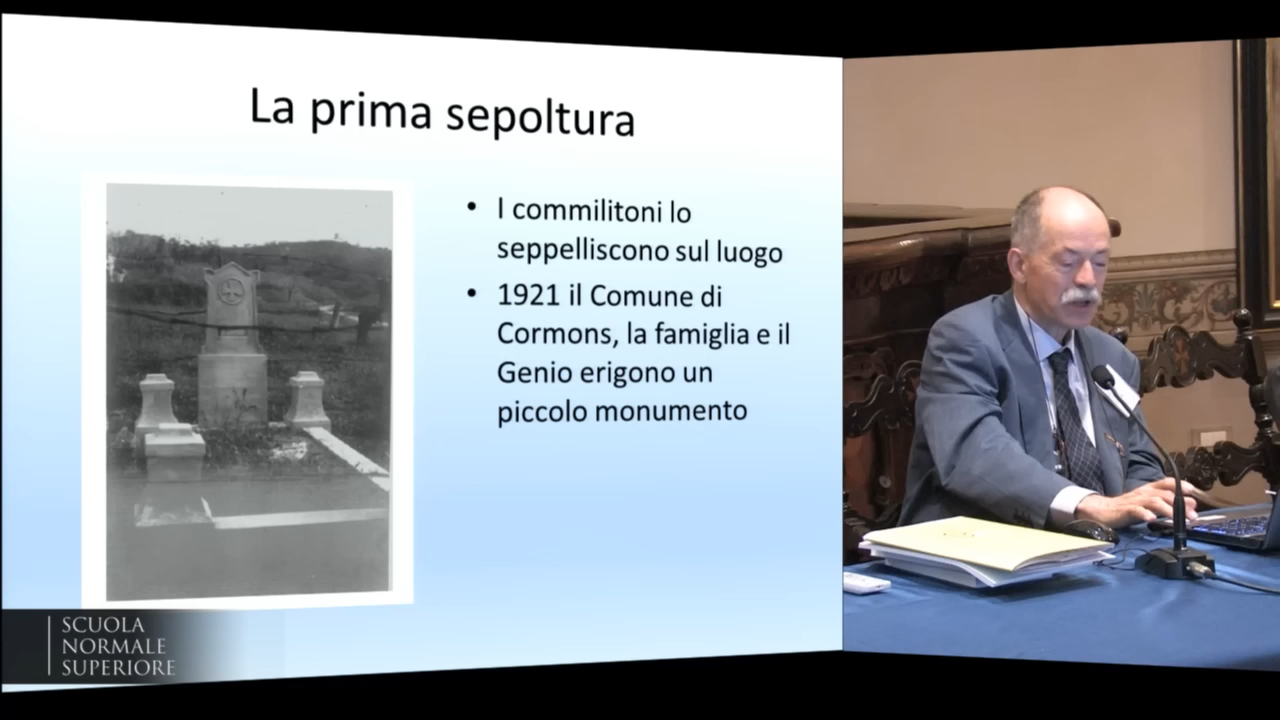 La prima sepoltura
• I commilitoni lo
seppelliscono sul luogo
• 1921 il Comune di
Cormons, la famiglia e il
Genio erigono un
piccolo monumento
SCUOLA
NORMALE
SUPERIORE